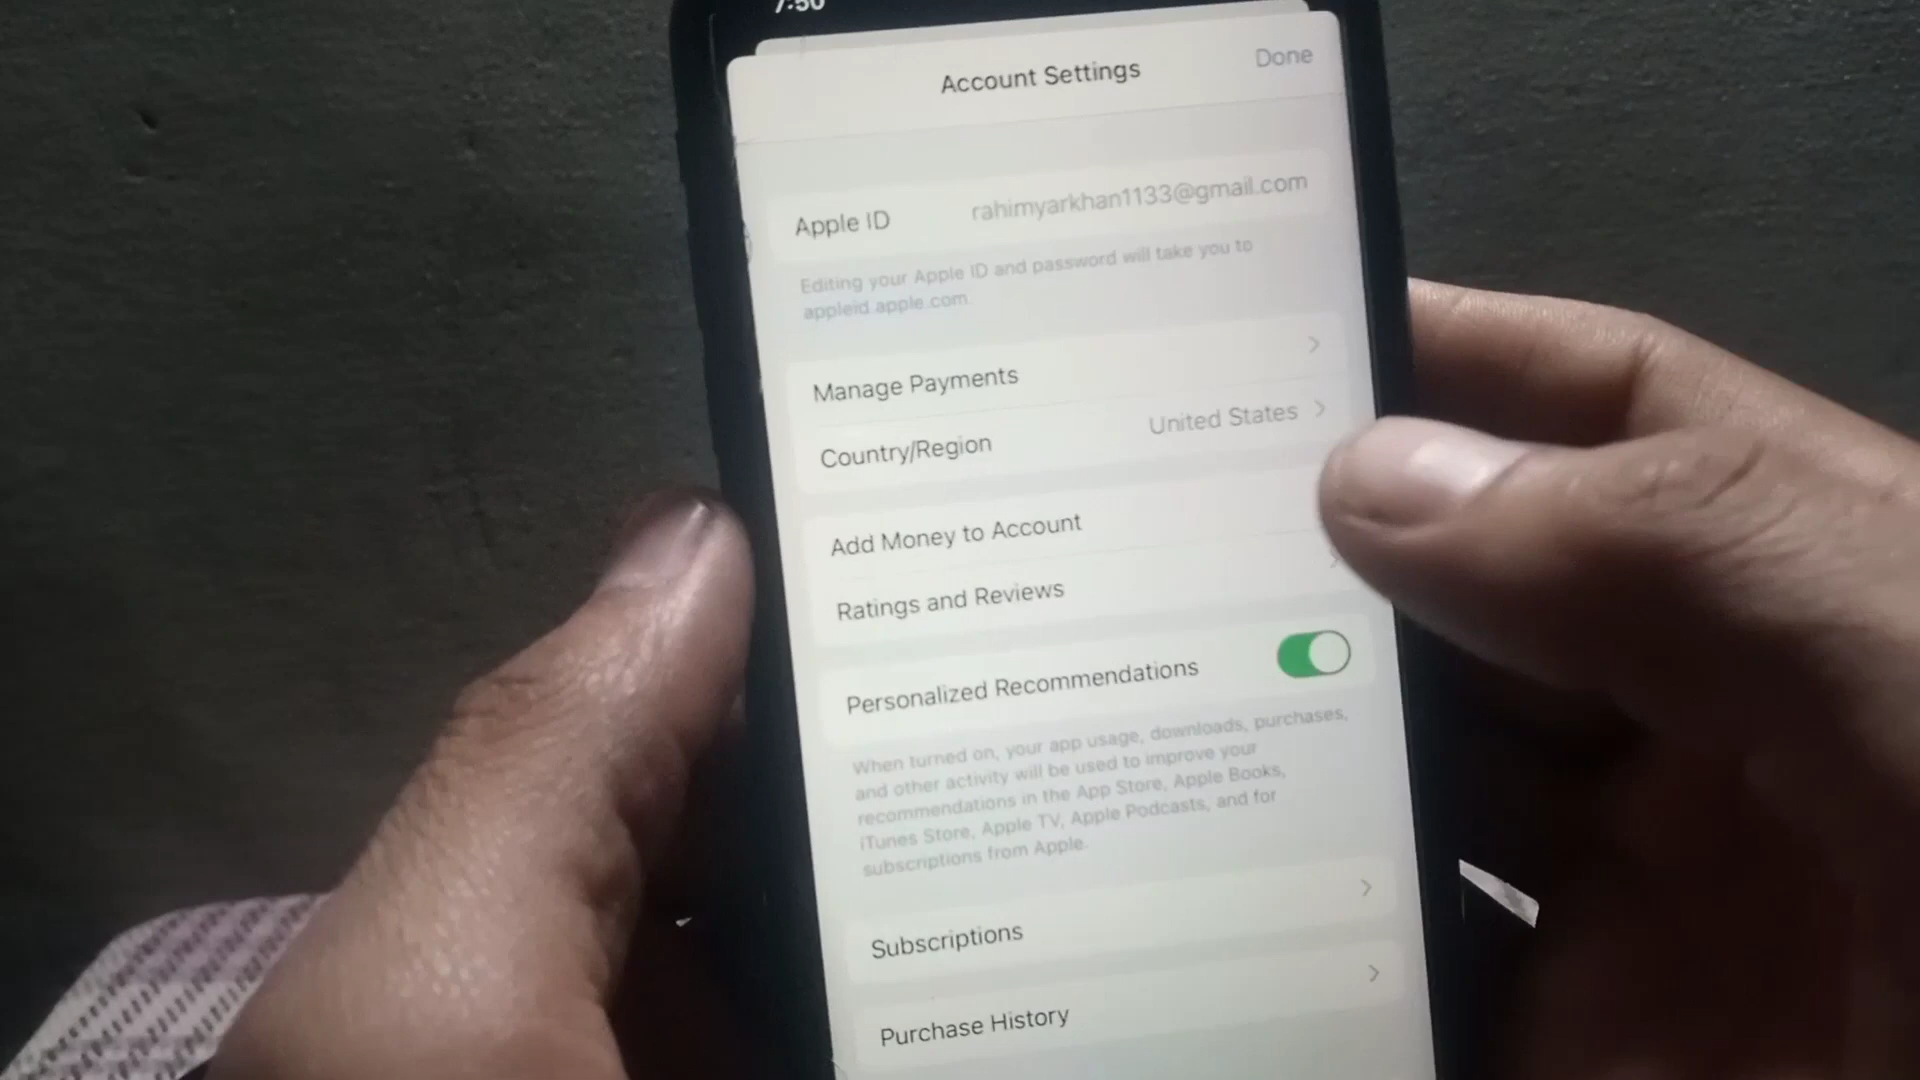 7:50
Account Settings
Done
Apple ID
rahimyarkhan1133@gmail.com
Editing your Apple ID and password will take you to
appleid.apple.com.
Manage Payments
Country/Region
United States
Add Money to Account
Ratings and Reviews
Personalized Recommendations
When turned on, your app usage, downloads, purchases,
and other activity will be used to improve your
recommendations in the App Store, Apple Books,
iTunes Store, Apple TV, Apple Podcasts, and for
subscriptions from Apple.
Subscriptions
Purchase History